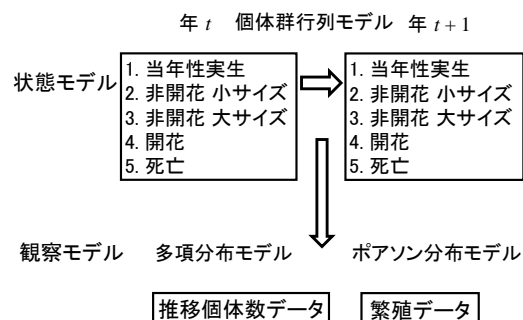 年 t 個体群行列モデル 年 t + 1
状態モデル
1. 当年性実生
2. 非開花 小サイズ
3. 非開花 大サイズ
4. 開花
5. 死亡
1. 当年性実生
2. 非開花 小サイズ
3. 非開花 大サイズ
4. 開花
5. 死亡
観察モデル 多項分布モデル ポアソン分布モデル
推移個体数データ 繁殖データ